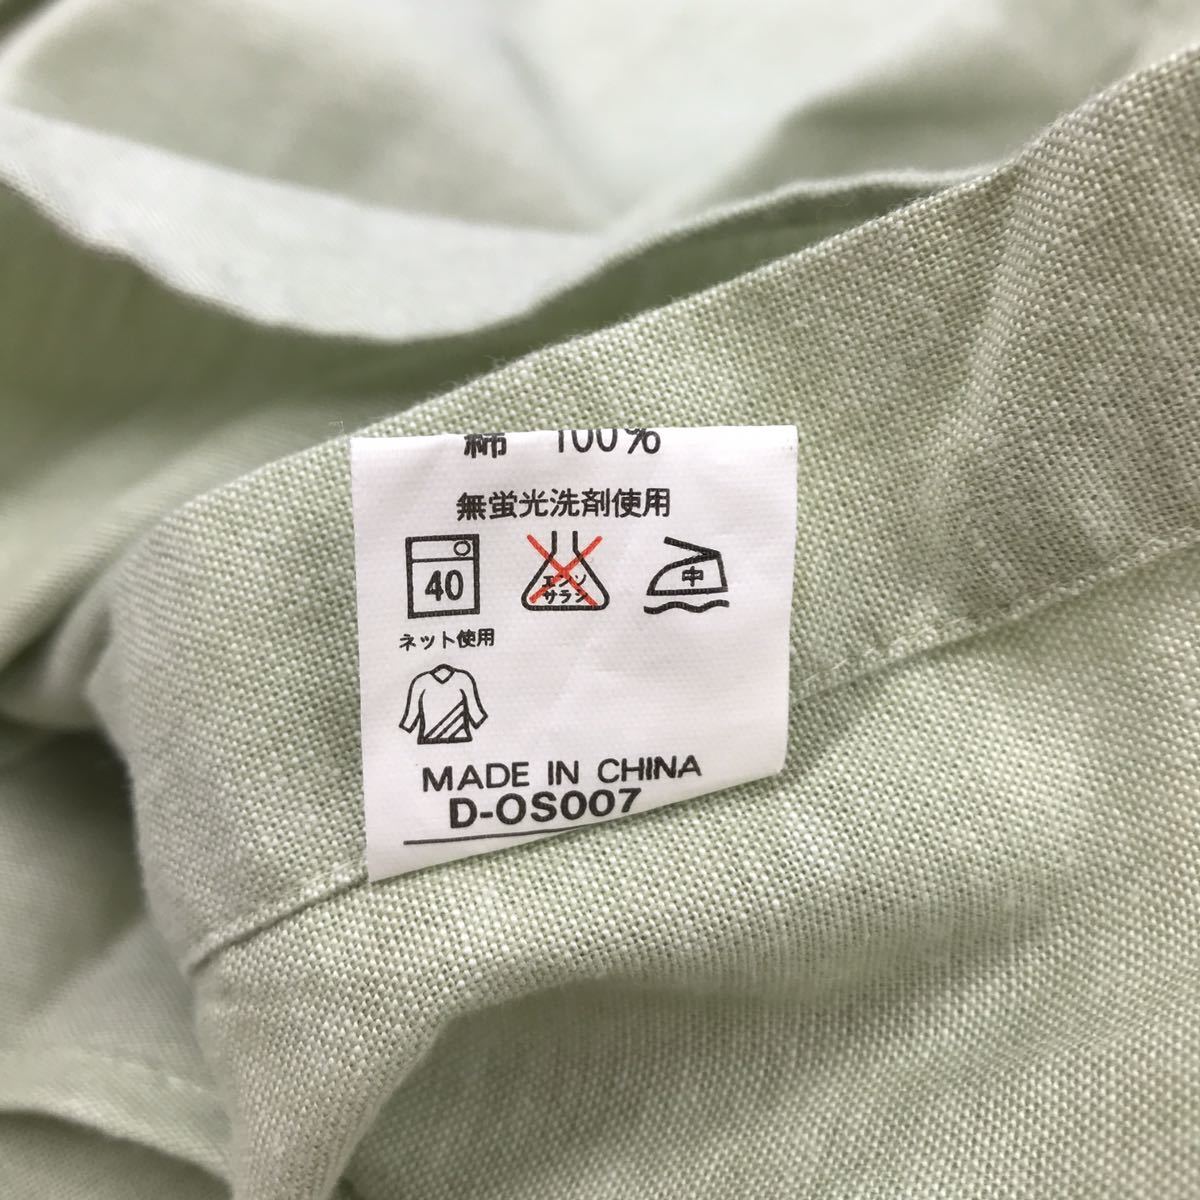 綿 100%
無蛍光洗剤使用
40
エンソ
サラシ
中
ネット使用
MADE IN CHINA
D-OS007